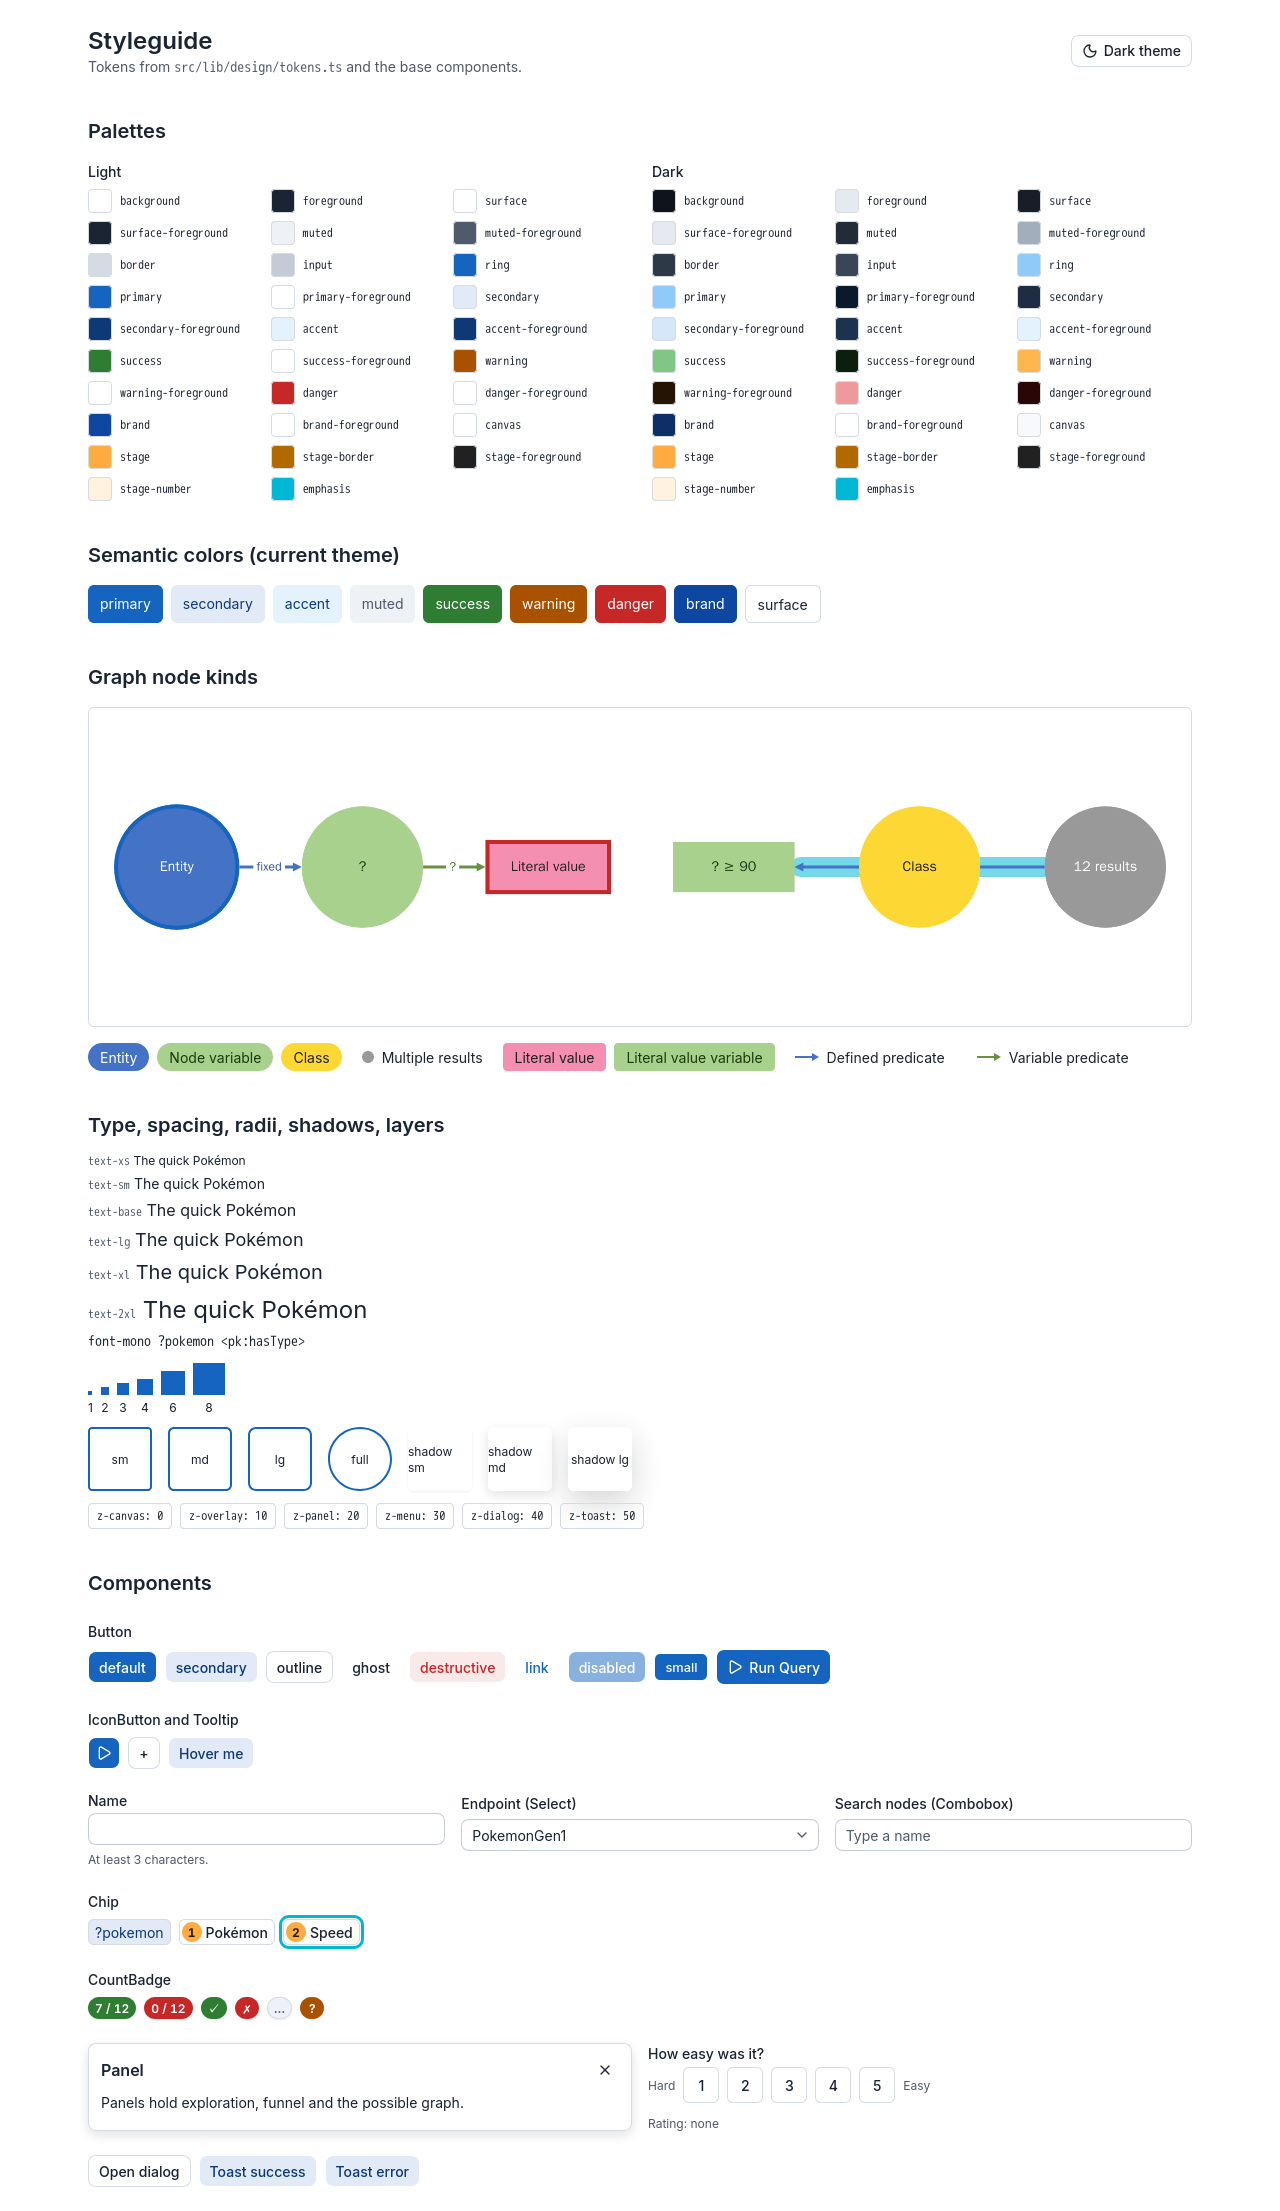 Styleguide
Tokens from src/lib/design/tokens.ts and the base components.
Dark theme
Palettes
Light
background foreground surface
surface-foreground muted muted-foreground
border input ring
primary primary-foreground secondary
secondary-foreground accent accent-foreground
success success-foreground warning
warning-foreground danger danger-foreground
brand brand-foreground canvas
stage stage-border stage-foreground
stage-number emphasis
Dark
background foreground surface
surface-foreground muted muted-foreground
border input ring
primary primary-foreground secondary
secondary-foreground accent accent-foreground
success success-foreground warning
warning-foreground danger danger-foreground
brand brand-foreground canvas
stage stage-border stage-foreground
stage-number emphasis
Semantic colors (current theme)
primary secondary accent muted success warning danger brand surface
Graph node kinds
Entity fixed ? ? Literal value ? ≥ 90 Class 12 results
Entity Node variable Class Multiple results Literal value Literal value variable Defined predicate Variable predicate
Type, spacing, radii, shadows, layers
text-xs The quick Pokémon
text-sm The quick Pokémon
text-base The quick Pokémon
text-lg The quick Pokémon
text-xl The quick Pokémon
text-2xl The quick Pokémon
font-mono ?pokemon <pk:hasType>
1 2 3 4 6 8
sm md lg full shadow sm shadow md shadow lg
z-canvas: 0 z-overlay: 10 z-panel: 20 z-menu: 30 z-dialog: 40 z-toast: 50
Components
Button
default secondary outline ghost destructive link disabled small Run Query
IconButton and Tooltip
+ Hover me
Name
At least 3 characters.
Endpoint (Select)
PokemonGen1
Search nodes (Combobox)
Type a name
Chip
?pokemon 1 Pokémon 2 Speed
CountBadge
7 / 12 0 / 12 ✓ ✗ … ?
Panel
Panels hold exploration, funnel and the possible graph.
How easy was it?
Hard 1 2 3 4 5 Easy
Rating: none
Open dialog Toast success Toast error